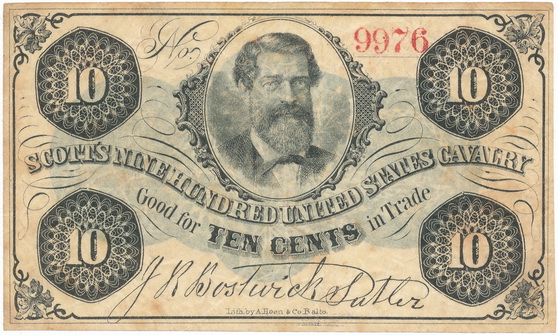 No. 9976
10 10
SCOTT'S NINE HUNDRED UNITED STATES CAVALRY
Good for TEN CENTS in Trade
10 10
J R Bostwick Sutler
Lith. by A. Hoen & Co. Balto.